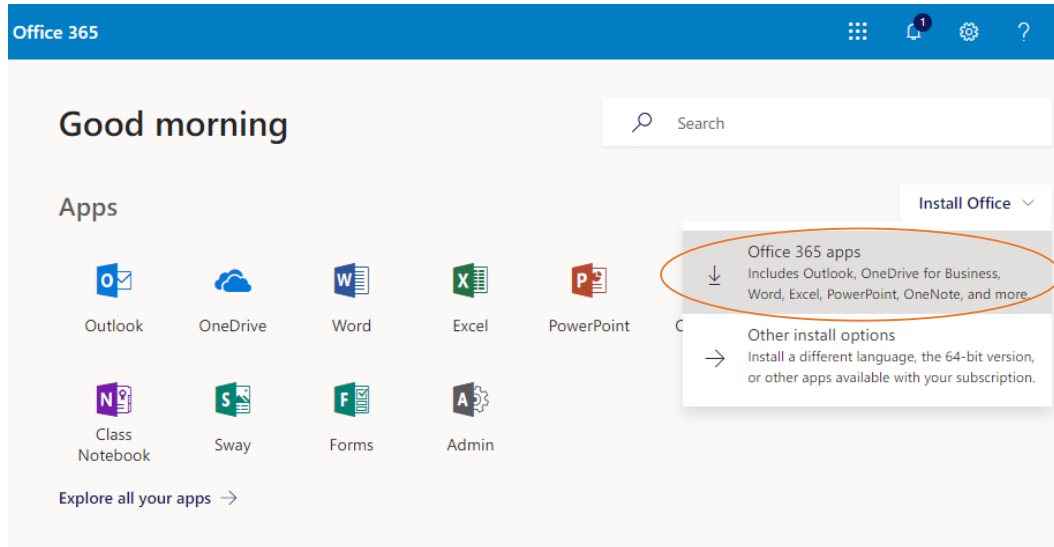 Office 365
1
?
Good morning
Search
Apps
Install Office
Office 365 apps
Includes Outlook, OneDrive for Business,
Word, Excel, PowerPoint, OneNote, and more.
Other install options
Install a different language, the 64-bit version,
or other apps available with your subscription.
Outlook
OneDrive
Word
Excel
PowerPoint
Class
Notebook
Sway
Forms
Admin
Explore all your apps